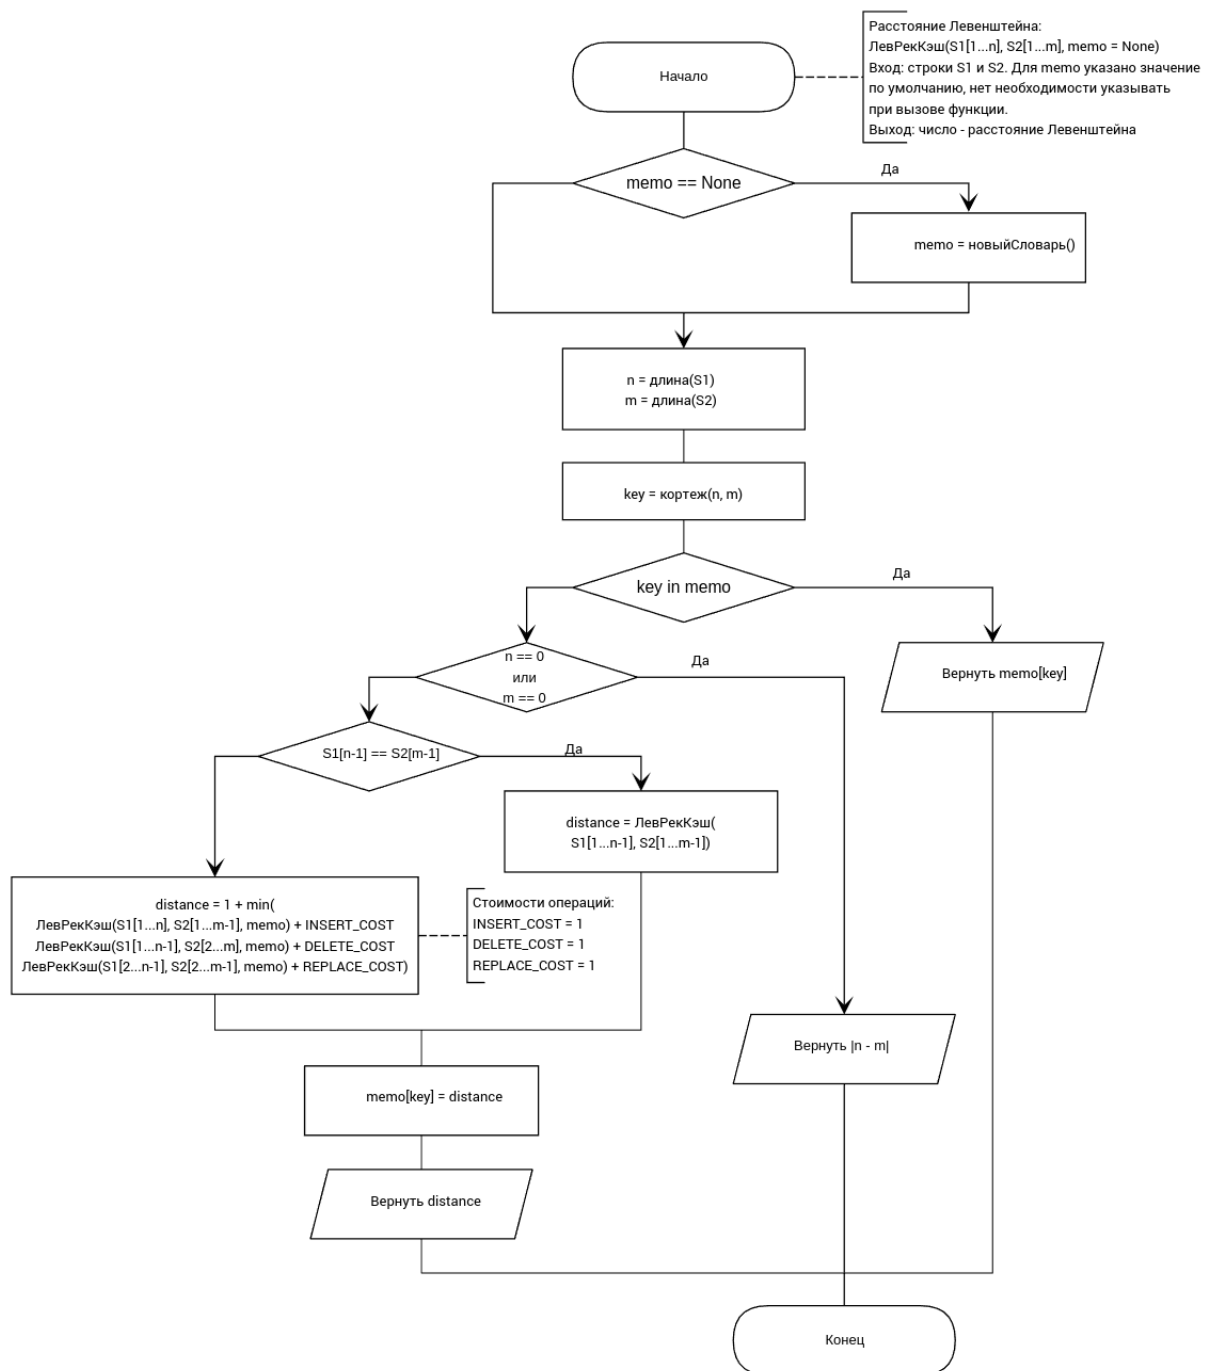 Расстояние Левенштейна:
ЛевРекКэш(S1[1...n], S2[1...m], memo = None)
Вход: строки S1 и S2. Для memo указано значение
по умолчанию, нет необходимости указывать
при вызове функции.
Выход: число - расстояние Левенштейна
Начало
memo == None
Да
memo = новыйСловарь()
n = длина(S1)
m = длина(S2)
key = кортеж(n, m)
key in memo
Да
Вернуть memo[key]
n == 0
или
m == 0
Да
S1[n-1] == S2[m-1]
Да
distance = ЛевРекКэш(
S1[1...n-1], S2[1...m-1])
distance = 1 + min(
ЛевРекКэш(S1[1...n], S2[1...m-1], memo) + INSERT_COST
ЛевРекКэш(S1[1...n-1], S2[2...m], memo) + DELETE_COST
ЛевРекКэш(S1[2...n-1], S2[2...m-1], memo) + REPLACE_COST)
Стоимости операций:
INSERT_COST = 1
DELETE_COST = 1
REPLACE_COST = 1
Вернуть |n - m|
memo[key] = distance
Вернуть distance
Конец